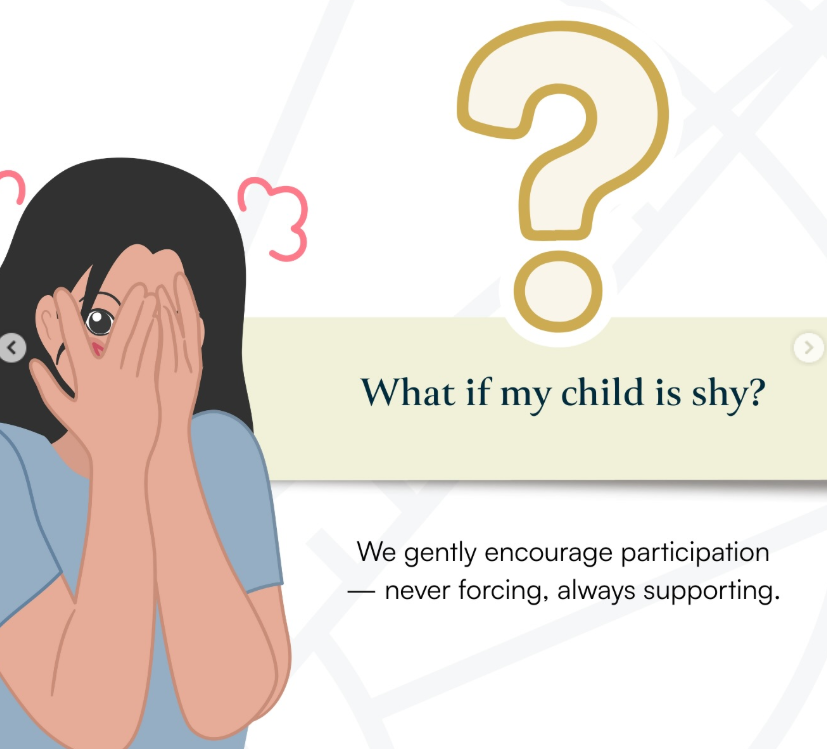 ?
What if my child is shy?
We gently encourage participation
— never forcing, always supporting.